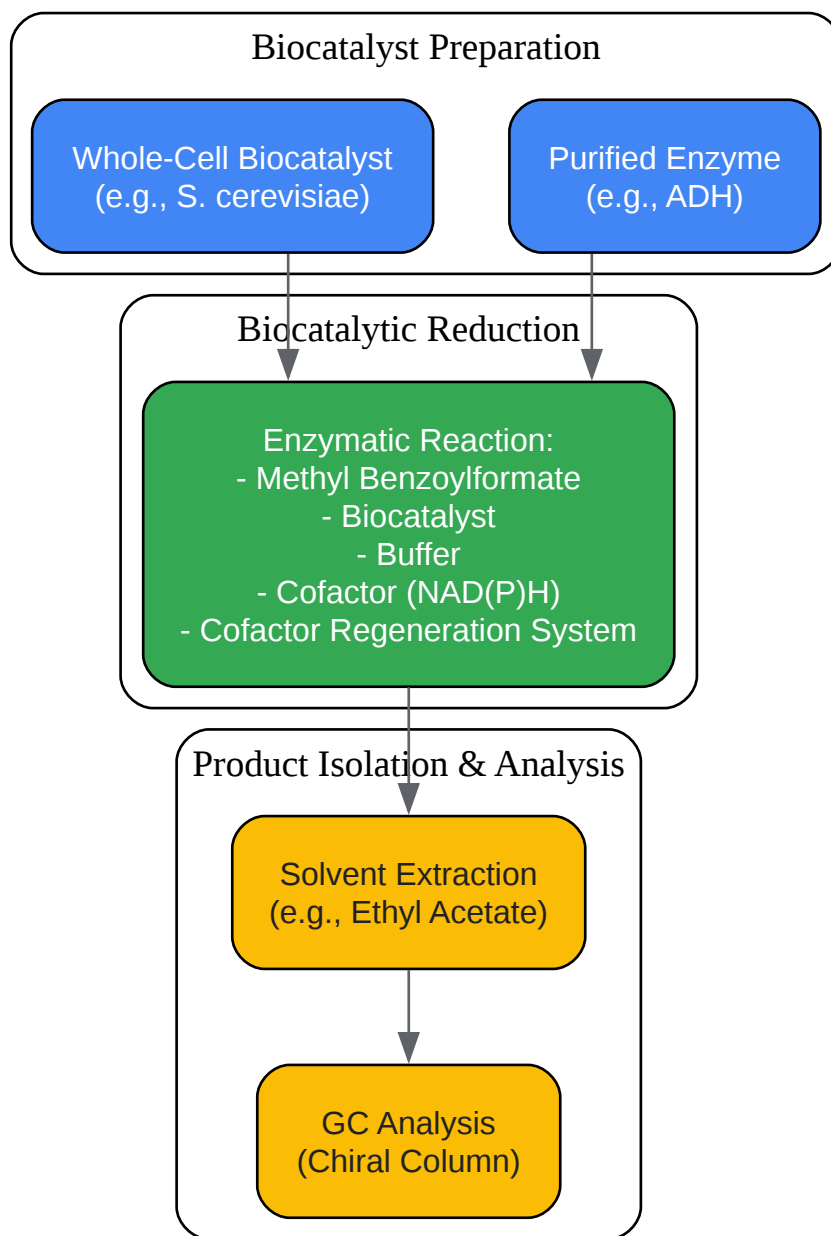 Biocatalyst Preparation
Whole-Cell Biocatalyst
(e.g., S. cerevisiae)
Purified Enzyme
(e.g., ADH)
Biocatalytic Reduction
Enzymatic Reaction:
- Methyl Benzoylformate
- Biocatalyst
- Buffer
- Cofactor (NAD(P)H)
- Cofactor Regeneration System
Product Isolation & Analysis
Solvent Extraction
(e.g., Ethyl Acetate)
GC Analysis
(Chiral Column)